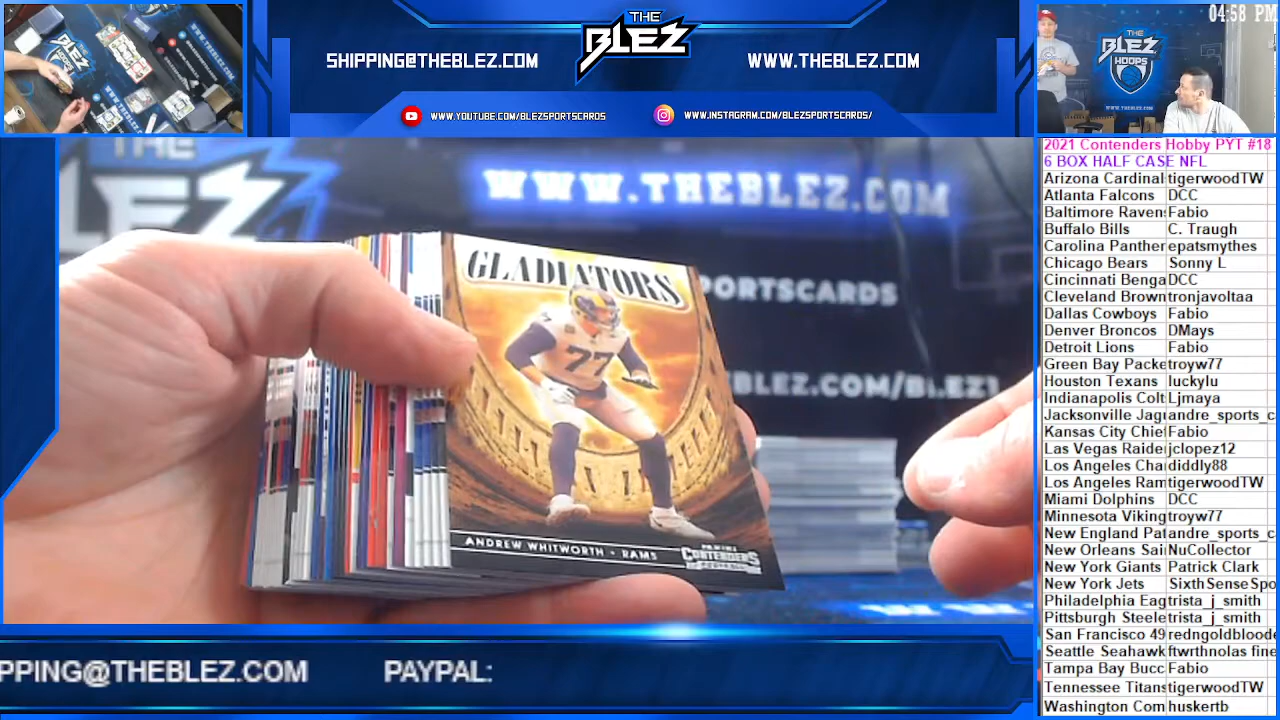 04:58 PM
THE
BLEZ
SHIPPING@THEBLEZ.COM
WWW.THEBLEZ.COM
WWW.YOUTUBE.COM/BLEZSPORTSCARDS
WWW.INSTAGRAM.COM/BLEZSPORTSCARDS/
THE
BLEZ
HOOPS
THE
BLEZ
WWW.THEBLEZ.COM
PORTSCARDS
GLADIATORS
77
ANDREW WHITWORTH • RAMS
PANINI
CONTENDERS
FOOTBALL
2021 Contenders Hobby PYT #18
6 BOX HALF CASE NFL
Arizona Cardinal tigerwoodTW
Atlanta Falcons DCC
Baltimore Raven Fabio
Buffalo Bills C. Traugh
Carolina Panther epatsmythes
Chicago Bears Sonny L
Cincinnati Benga DCC
Cleveland Brown tronjavoltaa
Dallas Cowboys Fabio
Denver Broncos DMays
Detroit Lions Fabio
Green Bay Packe troyw77
Houston Texans luckylu
Indianapolis Colt Ljmaya
Jacksonville Jagu andre_sports_c
Kansas City Chief Fabio
Las Vegas Raide jclopez12
Los Angeles Cha diddly88
Los Angeles Ram tigerwoodTW
Miami Dolphins DCC
Minnesota Viking troyw77
New England Pat andre_sports_c
New Orleans Sai NuCollector
New York Giants Patrick Clark
New York Jets SixthSenseSpo
Philadelphia Eag trista_j_smith
Pittsburgh Steele trista_j_smith
San Francisco 49 redngoldbloode
Seattle Seahawk ftwrthnolas fine
Tampa Bay Bucc Fabio
Tennessee Titans tigerwoodTW
Washington Com huskertb
PPING@THEBLEZ.COM
PAYPAL: